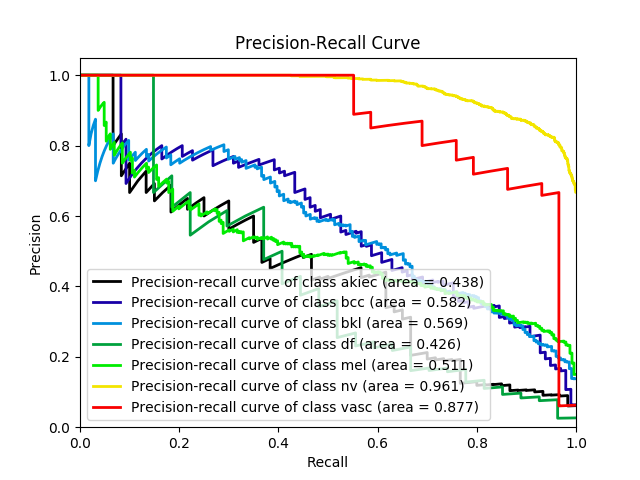 Precision-Recall Curve
1.0
0.8
0.6
0.4
0.2
0.0
Precision
Precision-recall curve of class akiec (area = 0.438)
Precision-recall curve of class bcc (area = 0.582)
Precision-recall curve of class bkl (area = 0.569)
Precision-recall curve of class df (area = 0.426)
Precision-recall curve of class mel (area = 0.511)
Precision-recall curve of class nv (area = 0.961)
Precision-recall curve of class vasc (area = 0.877)
0.0 0.2 0.4 0.6 0.8 1.0
Recall